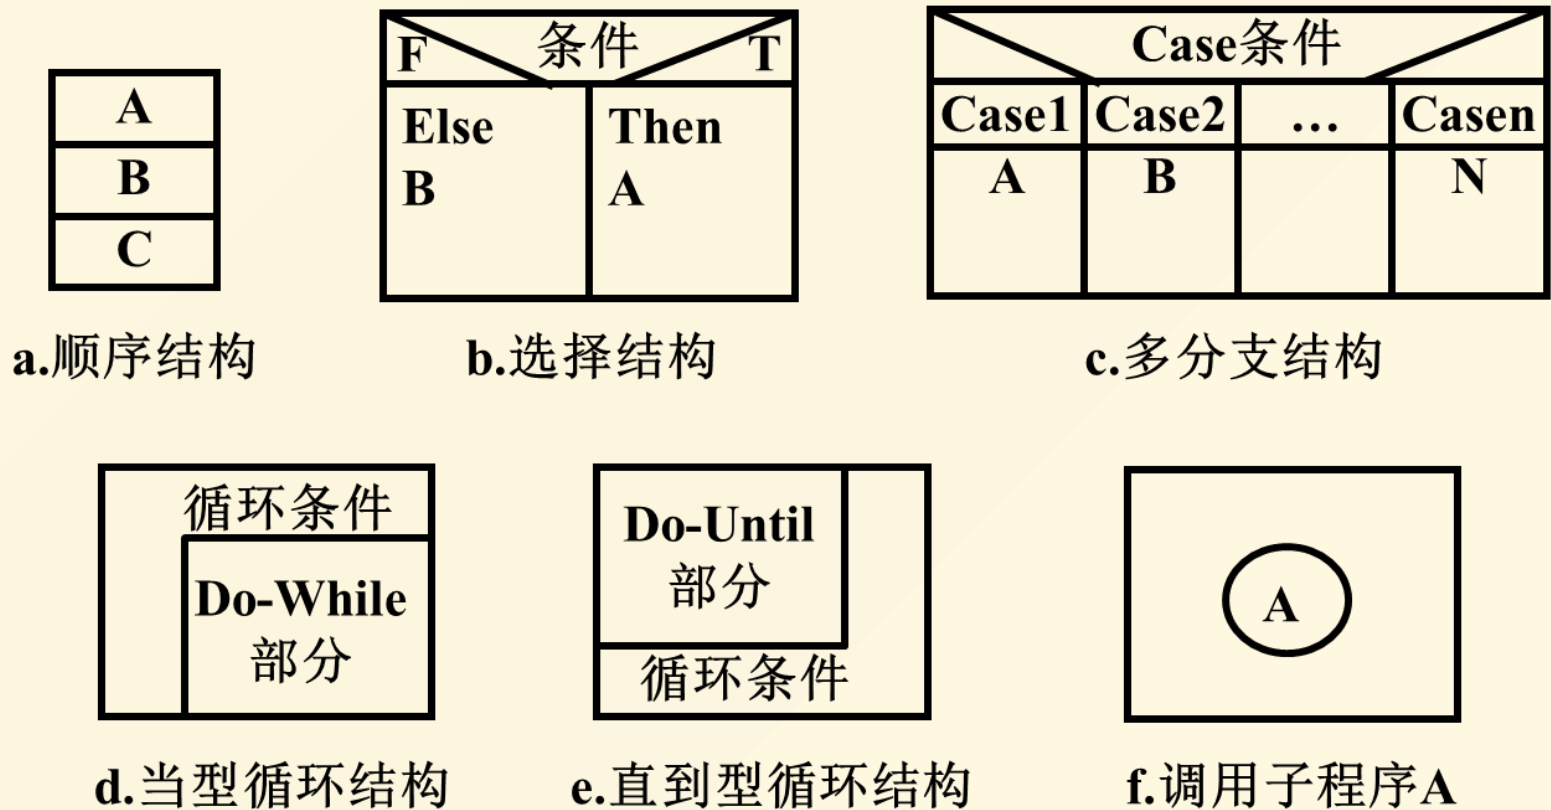 A
B
C
a.顺序结构
F 条件 T
Else Then
B A
b.选择结构
Case条件
Case1 Case2 … Casen
A B N
c.多分支结构
循环条件
Do-While
部分
d.当型循环结构
Do-Until
部分
循环条件
e.直到型循环结构
A
f.调用子程序A